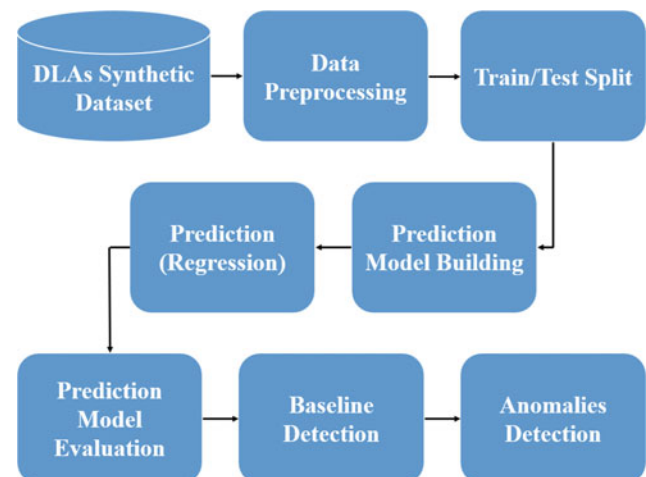 DLAs Synthetic
Dataset
Data
Preprocessing
Train/Test Split
Prediction
Model Building
Prediction
(Regression)
Prediction
Model
Evaluation
Baseline
Detection
Anomalies
Detection